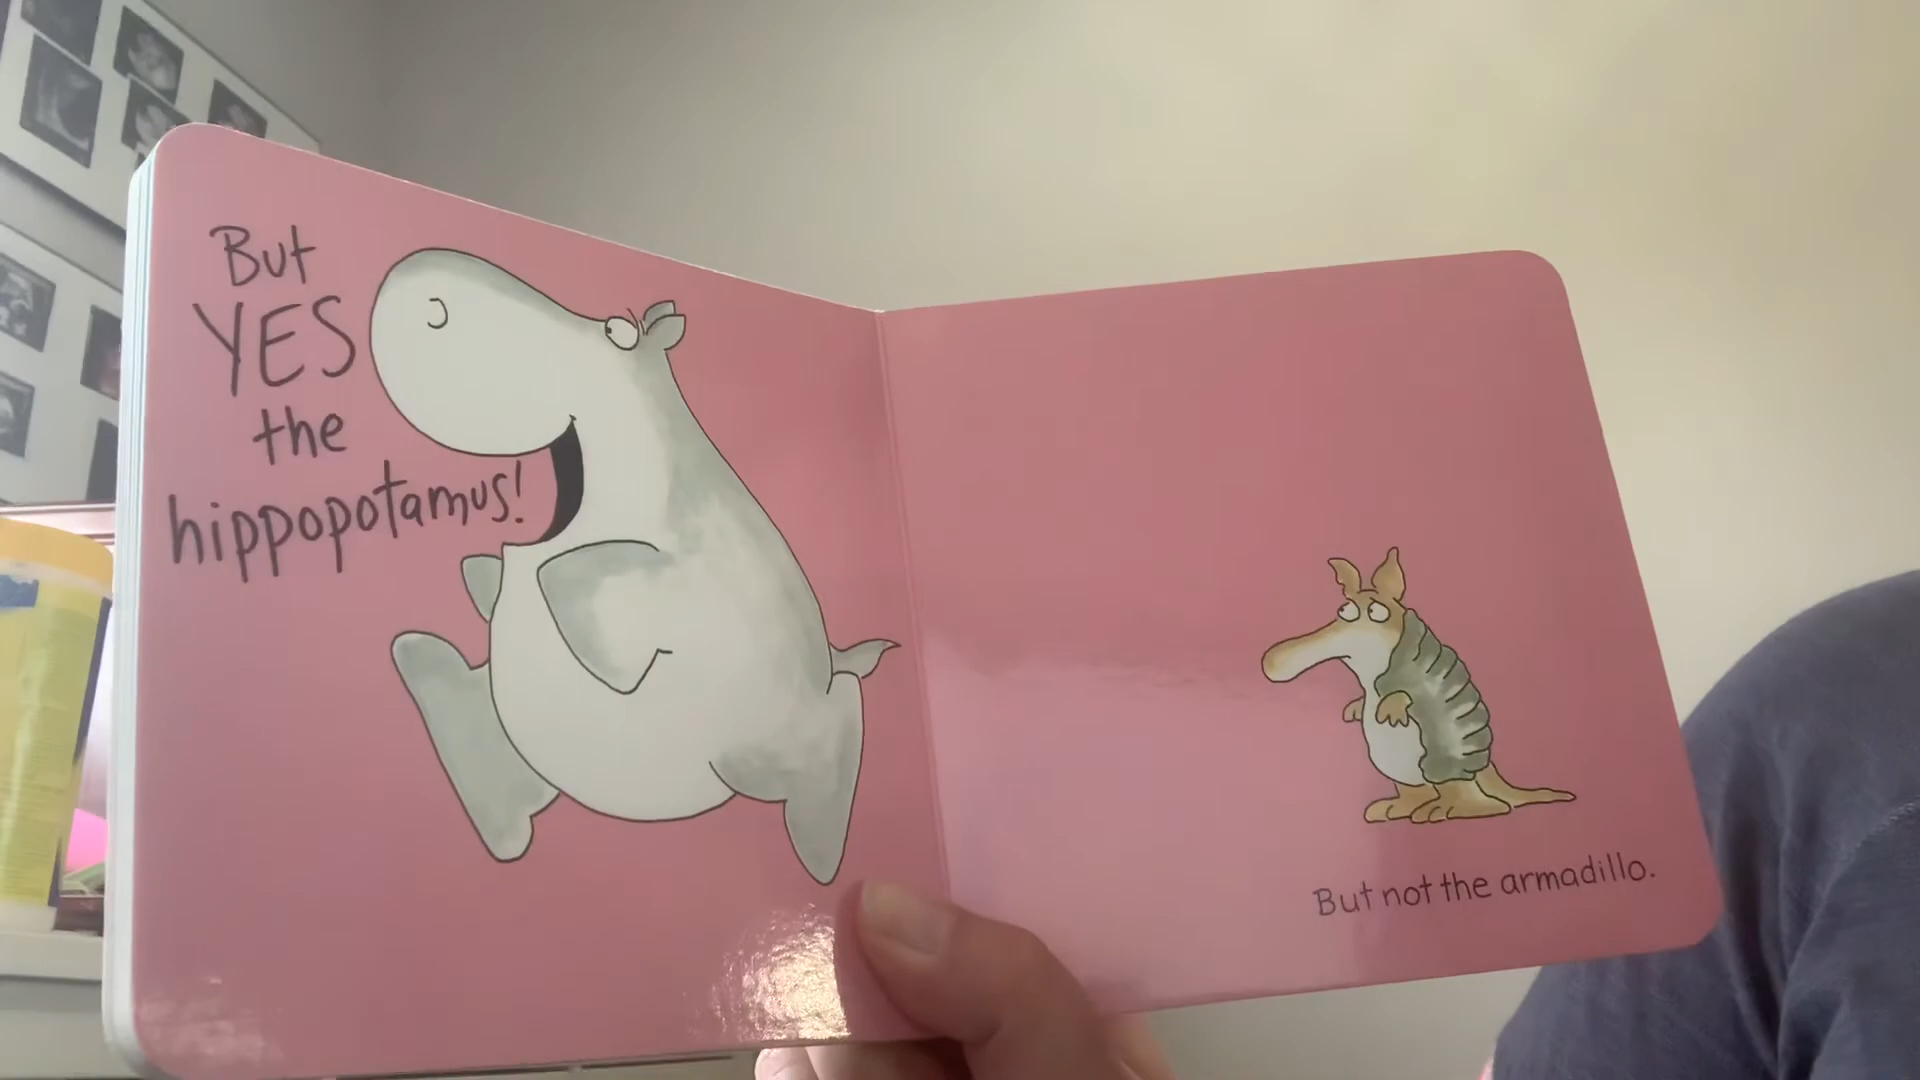 But
YES
the
hippopotamus!
But not the armadillo.